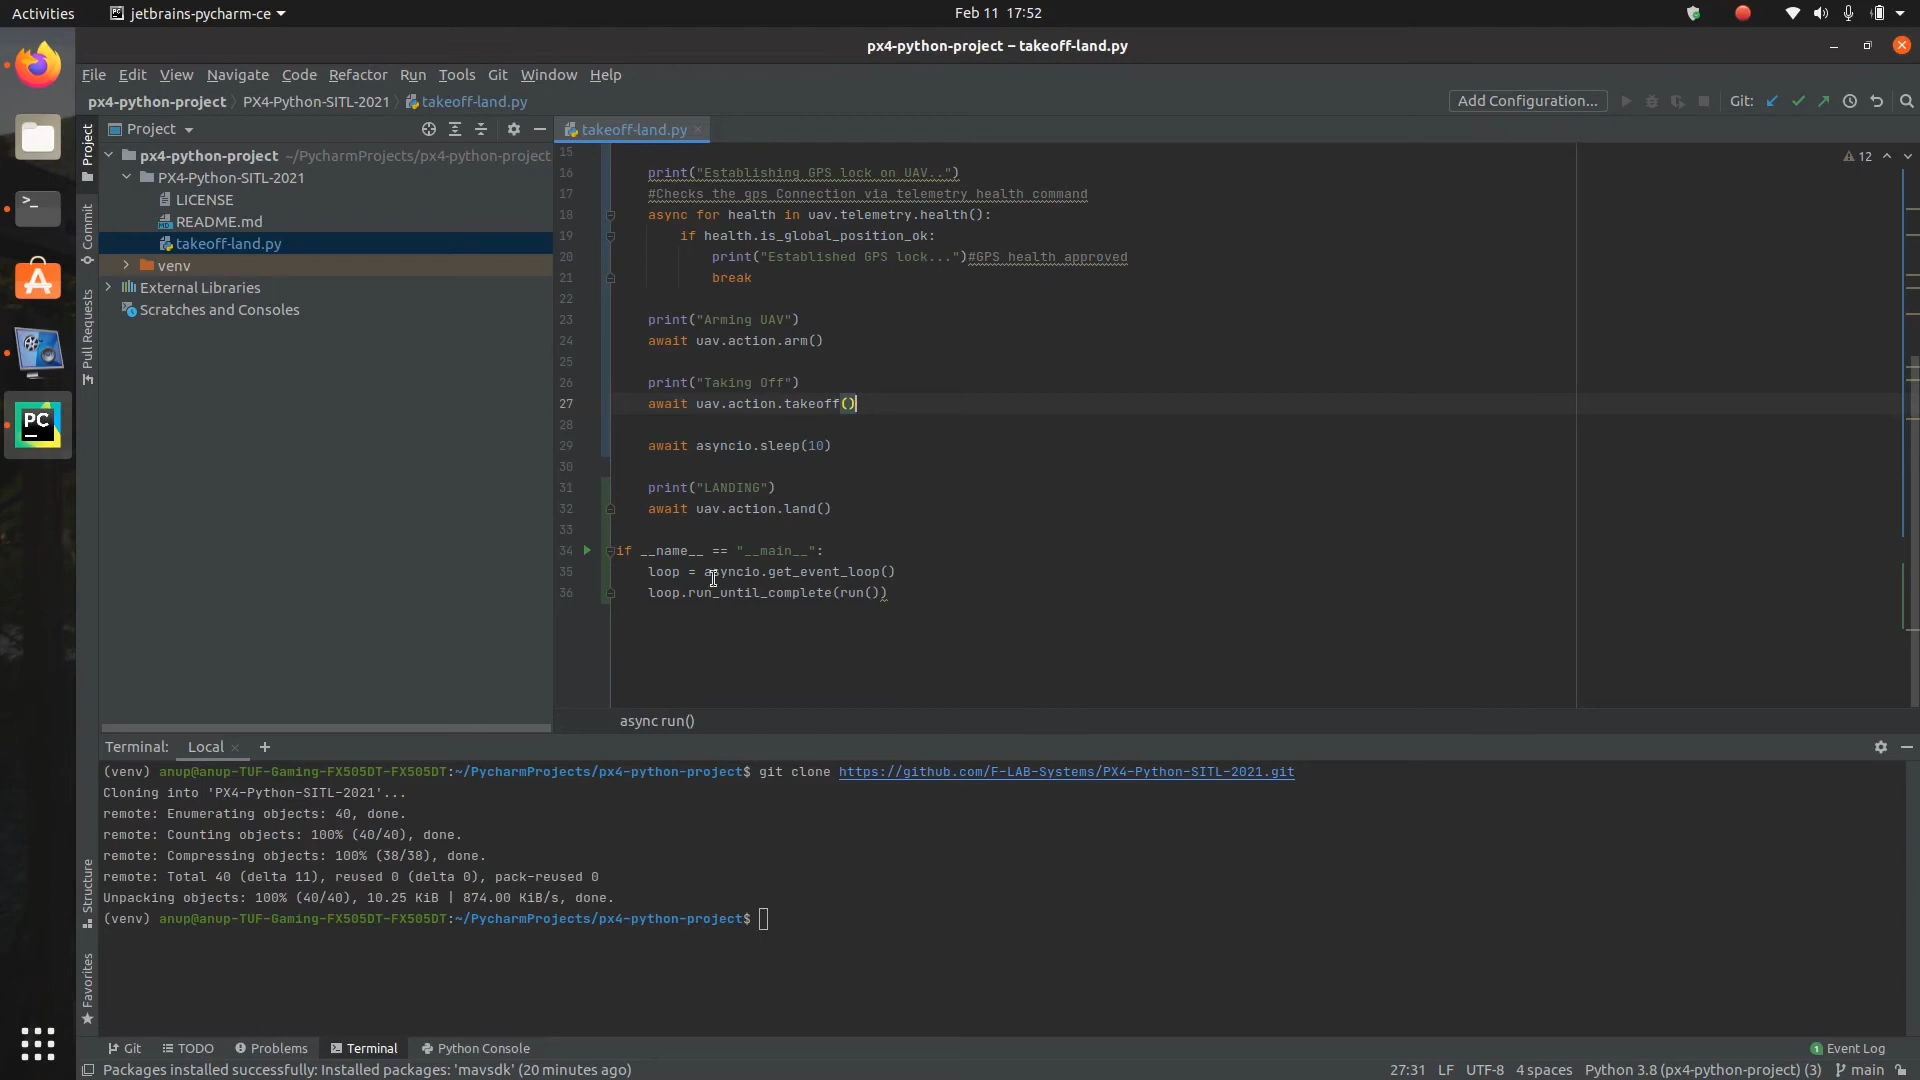 Activities
jetbrains-pycharm-ce
Feb 11 17:52
px4-python-project – takeoff-land.py
File Edit View Navigate Code Refactor Run Tools Git Window Help
px4-python-project PX4-Python-SITL-2021 takeoff-land.py
Add Configuration...
Git:
Project
takeoff-land.py
px4-python-project ~/PycharmProjects/px4-python-project
PX4-Python-SITL-2021
LICENSE
README.md
takeoff-land.py
venv
External Libraries
Scratches and Consoles
Project
Commit
Pull Requests
Structure
Favorites
12
15
16 print("Establishing GPS lock on UAV..")
17 #Checks the gps Connection via telemetry health command
18 async for health in uav.telemetry.health():
19 if health.is_global_position_ok:
20 print("Established GPS lock...")#GPS health approved
21 break
22
23 print("Arming UAV")
24 await uav.action.arm()
25
26 print("Taking Off")
27 await uav.action.takeoff()
28
29 await asyncio.sleep(10)
30
31 print("LANDING")
32 await uav.action.land()
33
34 if __name__ == "__main__":
35 loop = asyncio.get_event_loop()
36 loop.run_until_complete(run())
async run()
Terminal: Local
(venv) anup@anup-TUF-Gaming-FX505DT-FX505DT:~/PycharmProjects/px4-python-project$ git clone https://github.com/F-LAB-Systems/PX4-Python-SITL-2021.git
Cloning into 'PX4-Python-SITL-2021'...
remote: Enumerating objects: 40, done.
remote: Counting objects: 100% (40/40), done.
remote: Compressing objects: 100% (38/38), done.
remote: Total 40 (delta 11), reused 0 (delta 0), pack-reused 0
Unpacking objects: 100% (40/40), 10.25 KiB | 874.00 KiB/s, done.
(venv) anup@anup-TUF-Gaming-FX505DT-FX505DT:~/PycharmProjects/px4-python-project$
Git TODO Problems Terminal Python Console
1 Event Log
Packages installed successfully: Installed packages: 'mavsdk' (20 minutes ago)
27:31 LF UTF-8 4 spaces Python 3.8 (px4-python-project) (3) main